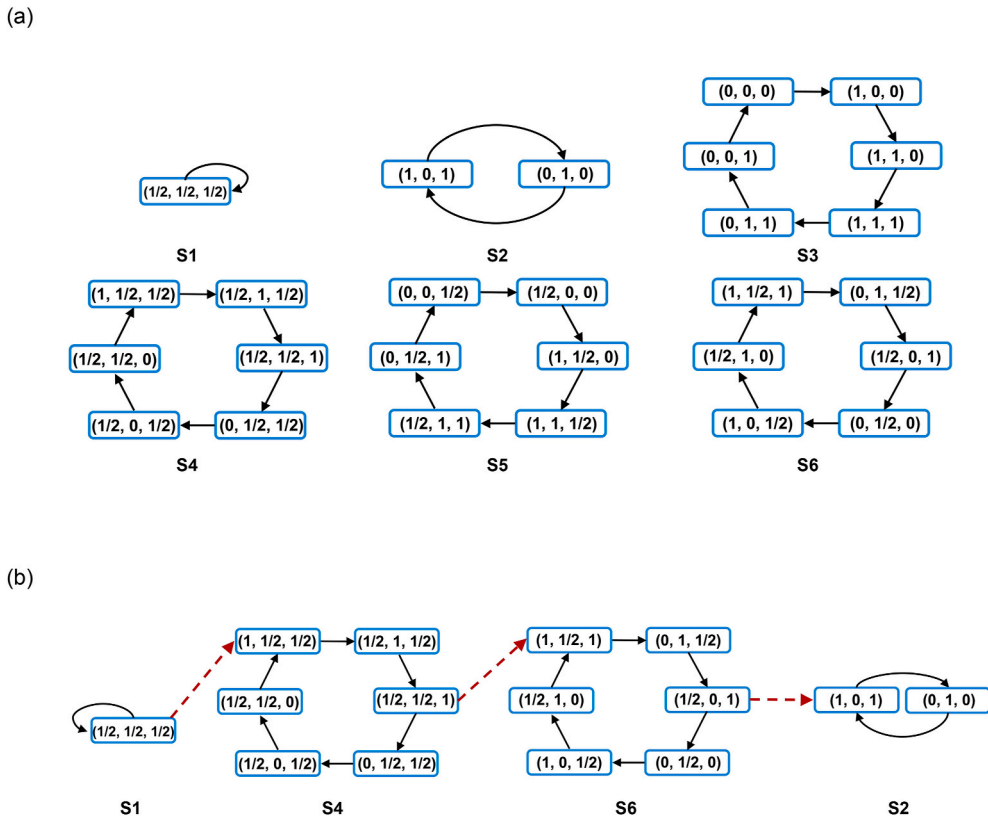 (a)
(0, 0, 0) (1, 0, 0)
(1/2, 1/2, 1/2) (1, 0, 1) (0, 1, 0) (0, 0, 1) (1, 1, 0)
(0, 1, 1) (1, 1, 1)
S1 S2 S3
(1, 1/2, 1/2) (1/2, 1, 1/2) (0, 0, 1/2) (1/2, 0, 0) (1, 1/2, 1) (0, 1, 1/2)
(1/2, 1/2, 0) (1/2, 1/2, 1) (0, 1/2, 1) (1, 1/2, 0) (1/2, 1, 0) (1/2, 0, 1)
(1/2, 0, 1/2) (0, 1/2, 1/2) (1/2, 1, 1) (1, 1, 1/2) (1, 0, 1/2) (0, 1/2, 0)
S4 S5 S6
(b)
(1, 1/2, 1/2) (1/2, 1, 1/2) (1, 1/2, 1) (0, 1, 1/2)
(1/2, 1/2, 0) (1/2, 1/2, 1) (1/2, 1, 0) (1/2, 0, 1) (1, 0, 1) (0, 1, 0)
(1/2, 1/2, 1/2)
(1/2, 0, 1/2) (0, 1/2, 1/2) (1, 0, 1/2) (0, 1/2, 0)
S1 S4 S6 S2